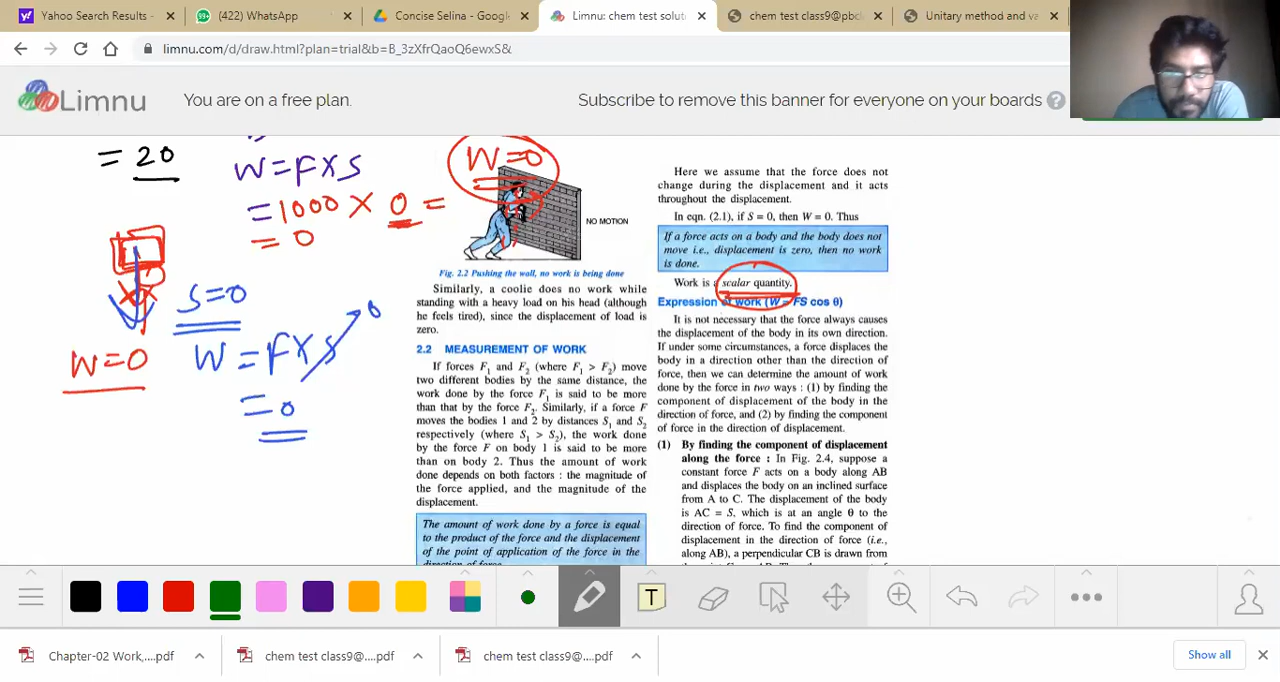 Yahoo Search Results -
(422) WhatsApp
Concise Selina - Google
Limnu: chem test solut
chem test class9@pbcl
Unitary method and va
limnu.com/d/draw.html?plan=trial&b=B_3zXfrQaoQ6ewxS&
Limnu
You are on a free plan.
Subscribe to remove this banner for everyone on your boards
= 20
W=FXS
=1000 X 0 =
= 0
S=0
W=0
W=FXS 0
=0
W=0
NO MOTION
Fig. 2.2 Pushing the wall, no work is being done
Similarly, a coolie does no work while
standing with a heavy load on his head (although
he feels tired), since the displacement of load is
zero.
2.2 MEASUREMENT OF WORK
If forces F1 and F2 (where F1 > F2) move
two different bodies by the same distance, the
work done by the force F1 is said to be more
than that by the force F2. Similarly, if a force F
moves the bodies 1 and 2 by distances S1 and S2
respectively (where S1 > S2), the work done
by the force F on body 1 is said to be more
than on body 2. Thus the amount of work
done depends on both factors : the magnitude of
the force applied, and the magnitude of the
displacement.
The amount of work done by a force is equal
to the product of the force and the displacement
of the point of application of the force in the
direction of force.
Here we assume that the force does not
change during the displacement and it acts
throughout the displacement.
In eqn. (2.1), if S = 0, then W = 0. Thus
If a force acts on a body and the body does not
move i.e., displacement is zero, then no work
is done.
Work is a scalar quantity.
Expression of work (W = FS cos θ)
It is not necessary that the force always causes
the displacement of the body in its own direction.
If under some circumstances, a force displaces the
body in a direction other than the direction of
force, then we can determine the amount of work
done by the force in two ways : (1) by finding the
component of displacement of the body in the
direction of force, and (2) by finding the component
of force in the direction of displacement.
(1) By finding the component of displacement
along the force : In Fig. 2.4, suppose a
constant force F acts on a body along AB
and displaces the body on an inclined surface
from A to C. The displacement of the body
is AC = S, which is at an angle θ to the
direction of force. To find the component of
displacement in the direction of force (i.e.,
along AB), a perpendicular CB is drawn from
T
Chapter-02 Work,....pdf
chem test class9@....pdf
chem test class9@....pdf
Show all